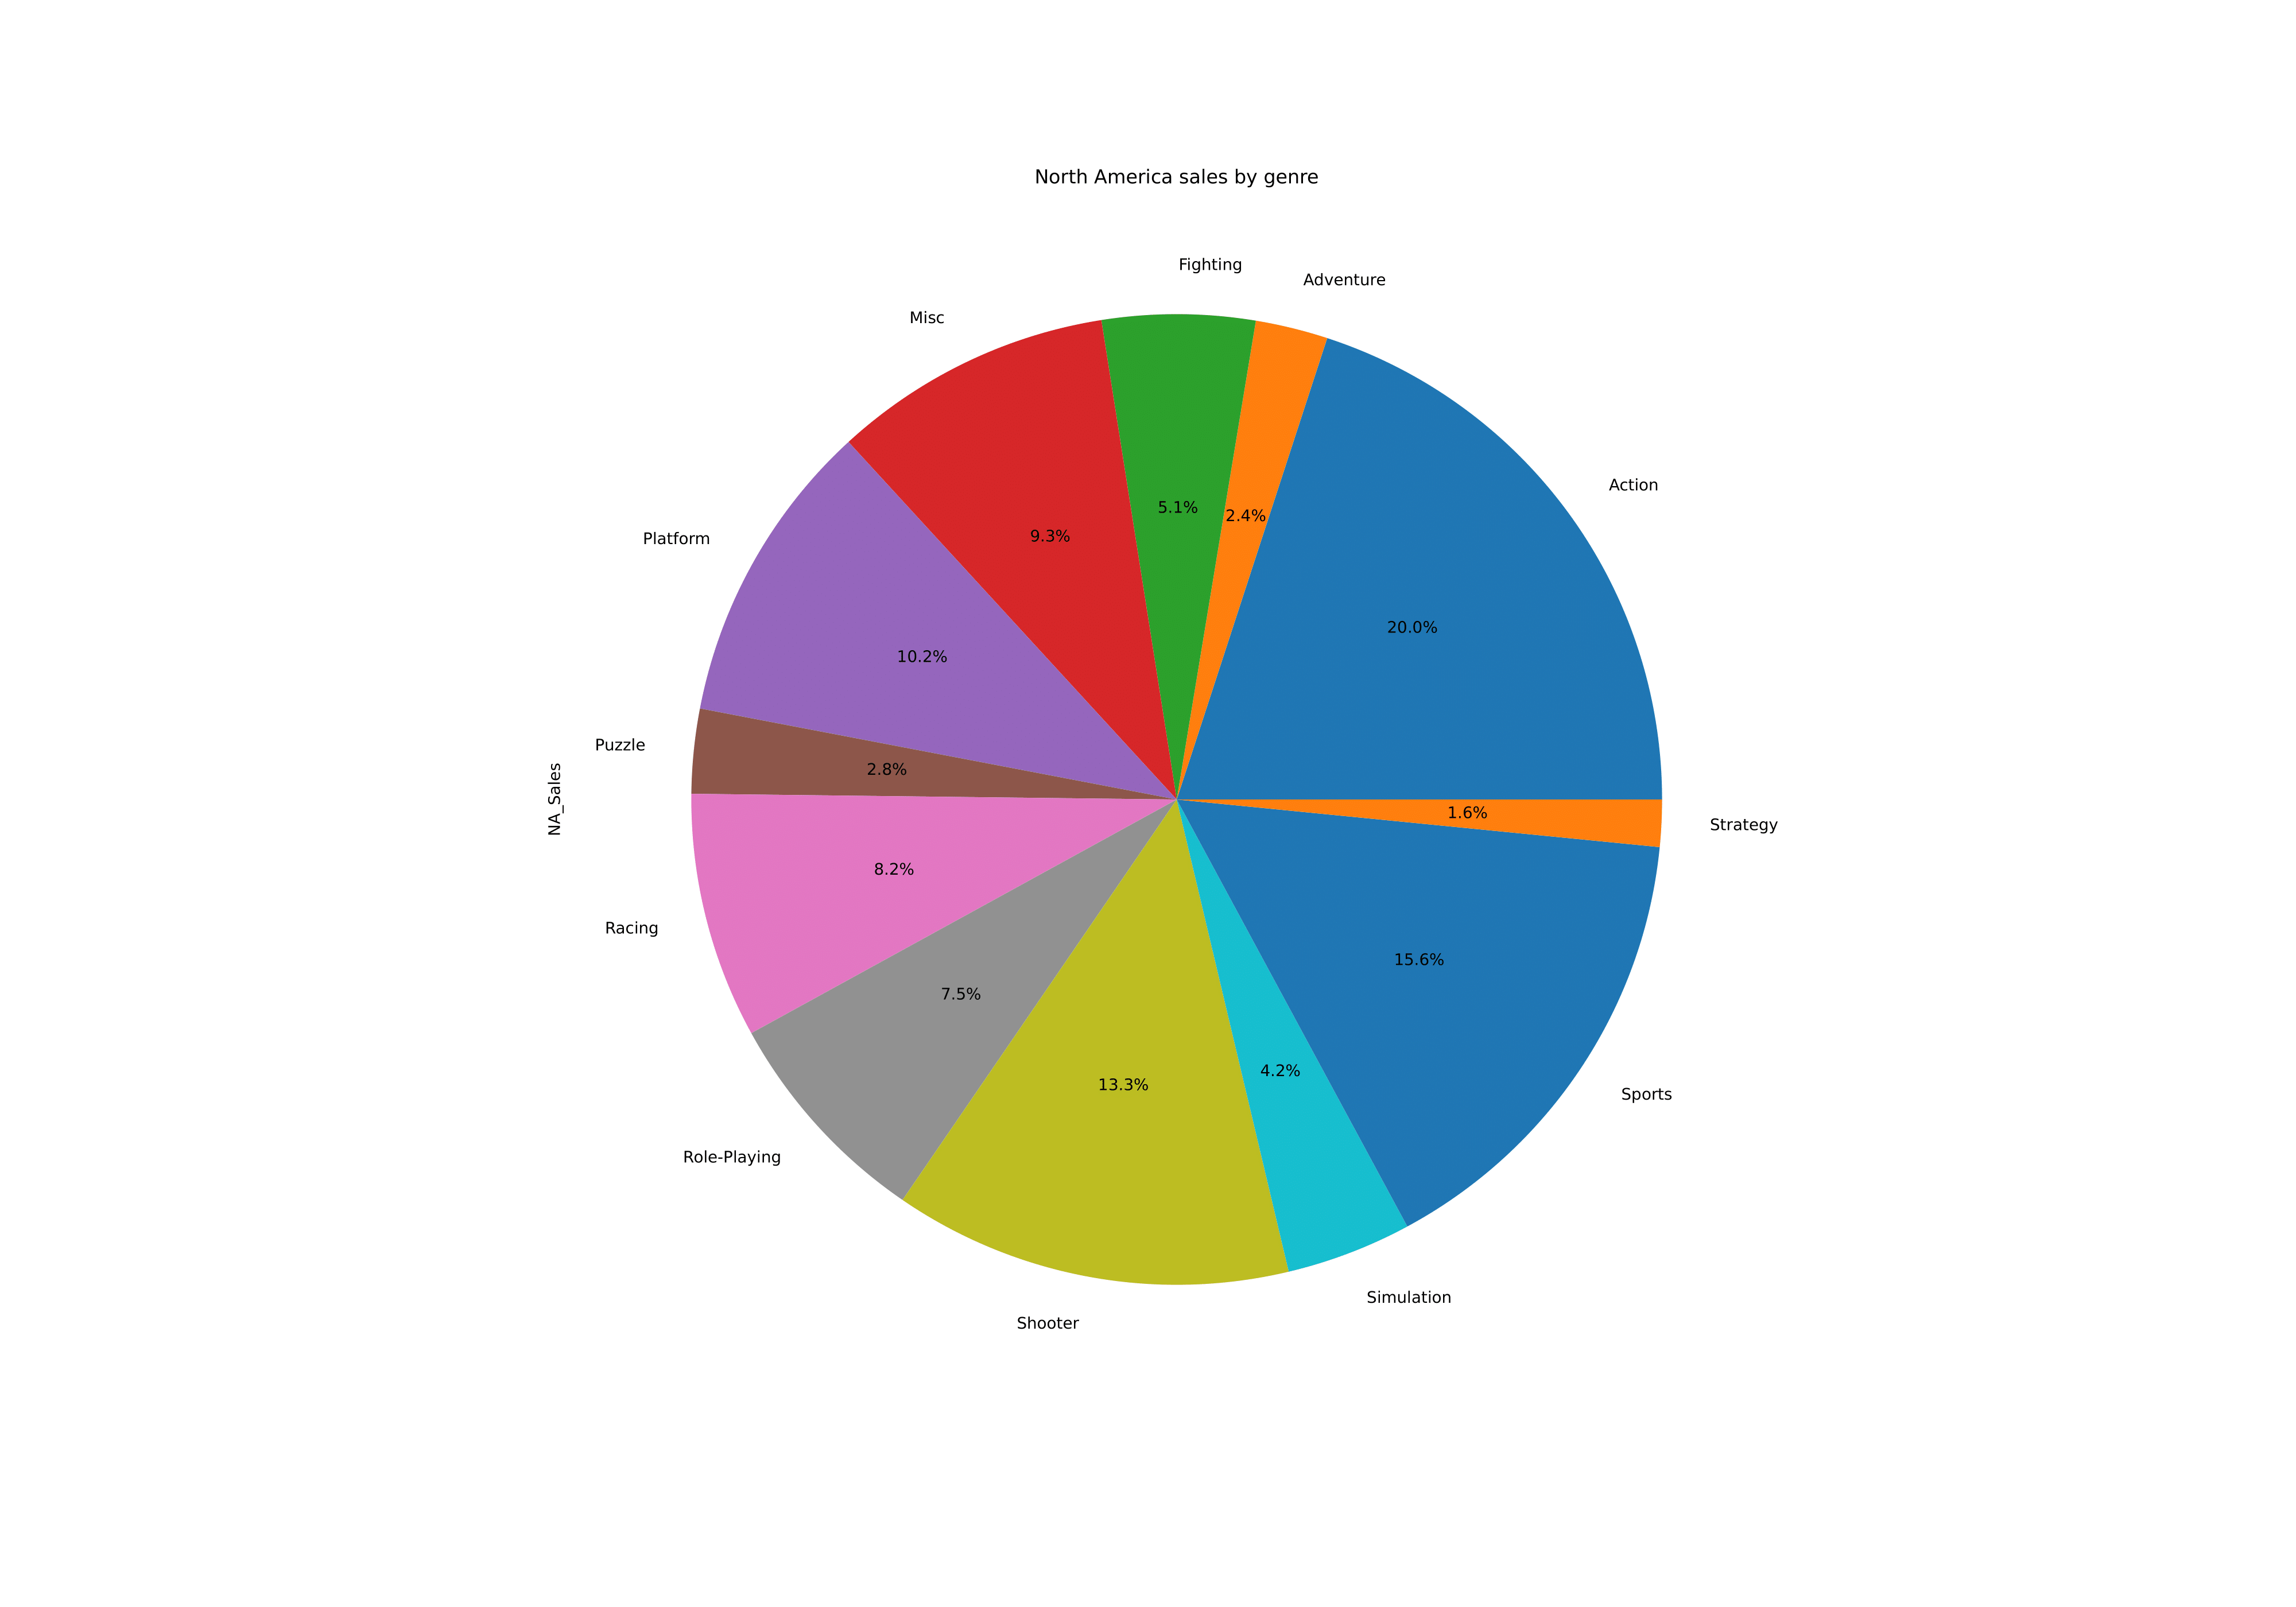 North America sales by genre
Fighting
Adventure
Misc
Action
5.1%
2.4%
9.3%
Platform
20.0%
10.2%
Puzzle
2.8%
NA_Sales
1.6%
Strategy
8.2%
Racing
15.6%
7.5%
4.2%
13.3%
Sports
Role-Playing
Simulation
Shooter